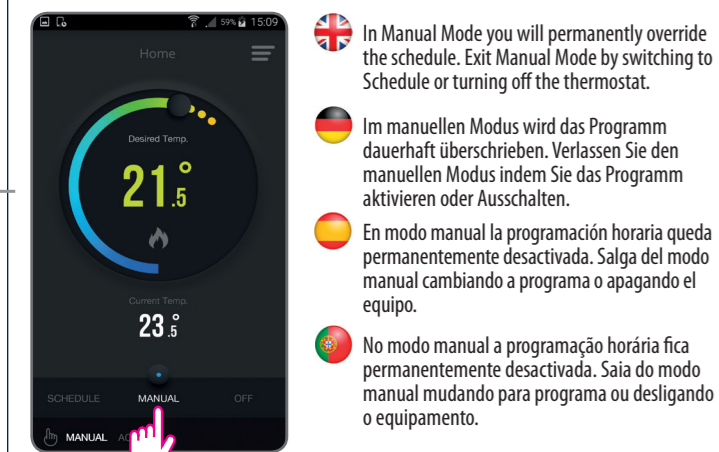 59% 15:09
Home
Desired Temp.
21.5°
Current Temp.
23.5°
SCHEDULE MANUAL OFF
MANUAL
In Manual Mode you will permanently override
the schedule. Exit Manual Mode by switching to
Schedule or turning off the thermostat.
Im manuellen Modus wird das Programm
dauerhaft überschrieben. Verlassen Sie den
manuellen Modus indem Sie das Programm
aktivieren oder Ausschalten.
En modo manual la programación horaria queda
permanentemente desactivada. Salga del modo
manual cambiando a programa o apagando el
equipo.
No modo manual a programação horária fica
permanentemente desactivada. Saia do modo
manual mudando para programa ou desligando
o equipamento.